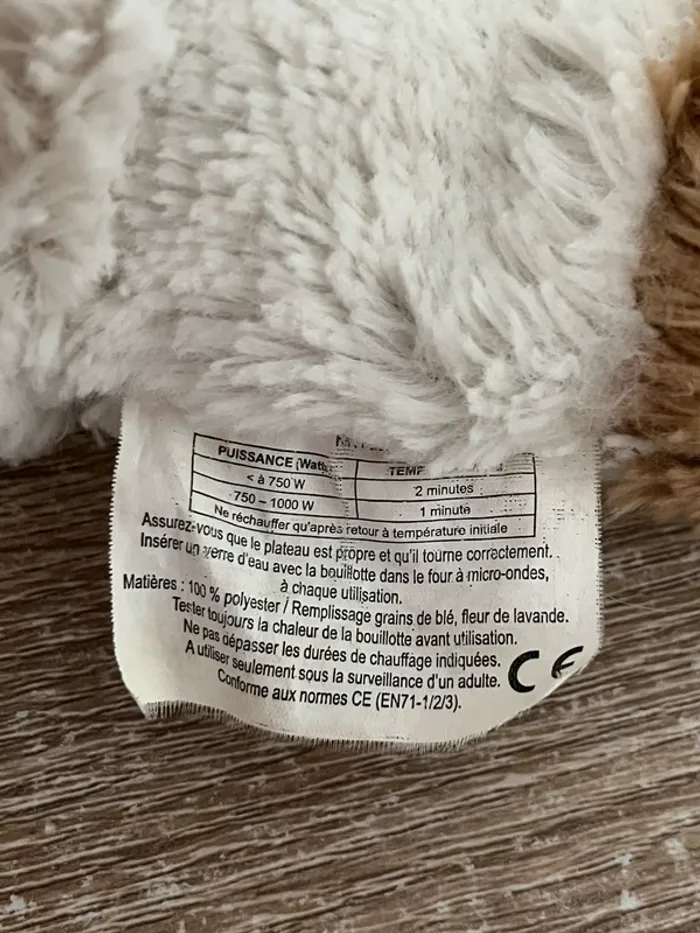 PUISSANCE (Watt
< à 750 W
2 minutes
750 – 1000 W
1 minute
Ne réchauffer qu'après retour à température initiale
Assurez-vous que le plateau est propre et qu'il tourne correctement.
Insérer un verre d'eau avec la bouillotte dans le four à micro-ondes,
à chaque utilisation.
Matières : 100 % polyester / Remplissage grains de blé, fleur de lavande.
Tester toujours la chaleur de la bouillotte avant utilisation.
Ne pas dépasser les durées de chauffage indiquées.
A utiliser seulement sous la surveillance d'un adulte.
Conforme aux normes CE (EN71-1/2/3).
CE